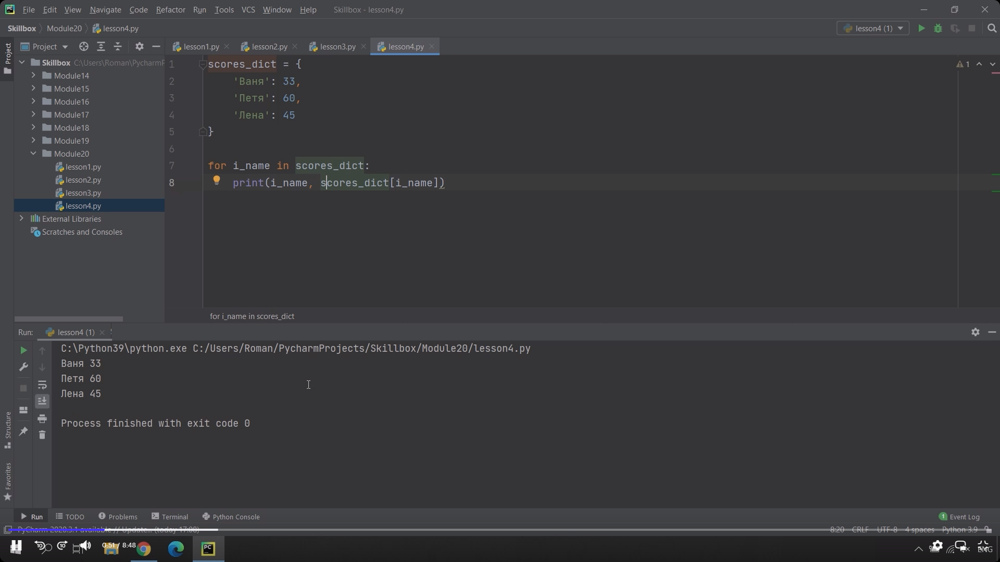 File Edit View Navigate Code Refactor Run Tools VCS Window Help Skillbox - lesson4.py
Skillbox Module20 lesson4.py lesson4 (1)
Project lesson1.py lesson2.py lesson3.py lesson4.py
Project
Skillbox C:\Users\Roman\PycharmP
Module14
Module15
Module16
Module17
Module18
Module19
Module20
lesson1.py
lesson2.py
lesson3.py
lesson4.py
External Libraries
Scratches and Consoles
1 scores_dict = {
2 'Ваня': 33,
3 'Петя': 60,
4 'Лена': 45
5 }
6
7 for i_name in scores_dict:
8 print(i_name, scores_dict[i_name])
1
for i_name in scores_dict
Run: lesson4 (1)
C:\Python39\python.exe C:/Users/Roman/PycharmProjects/Skillbox/Module20/lesson4.py
Ваня 33
Петя 60
Лена 45
Process finished with exit code 0
Structure
Favorites
Run TODO Problems Terminal Python Console 1 Event Log
PyCharm 2020.3.1 available // Update... (today 17:08) 8:20 CRLF UTF-8 4 spaces Python 3.9
10 10 0:51 / 8:48 PC ENG